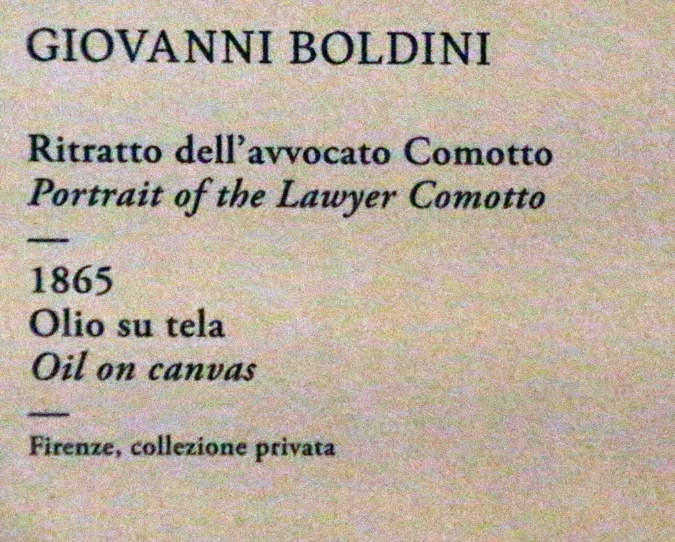 GIOVANNI BOLDINI
Ritratto dell'avvocato Comotto
Portrait of the Lawyer Comotto
1865
Olio su tela
Oil on canvas
Firenze, collezione privata